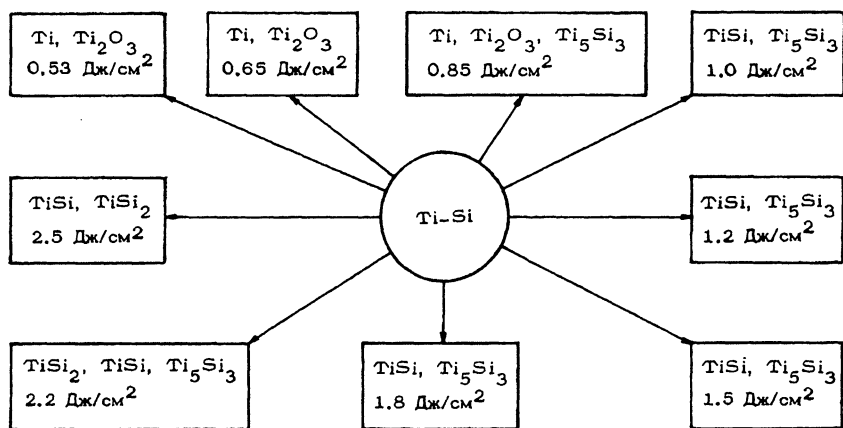 Ti, Ti₂O₃
0.53 Дж/см²
Ti, Ti₂O₃
0.65 Дж/см²
Ti, Ti₂O₃, Ti₅Si₃
0.85 Дж/см²
TiSi, Ti₅Si₃
1.0 Дж/см²
TiSi, TiSi₂
2.5 Дж/см²
Ti-Si
TiSi, Ti₅Si₃
1.2 Дж/см²
TiSi₂, TiSi, Ti₅Si₃
2.2 Дж/см²
TiSi, Ti₅Si₃
1.8 Дж/см²
TiSi, Ti₅Si₃
1.5 Дж/см²